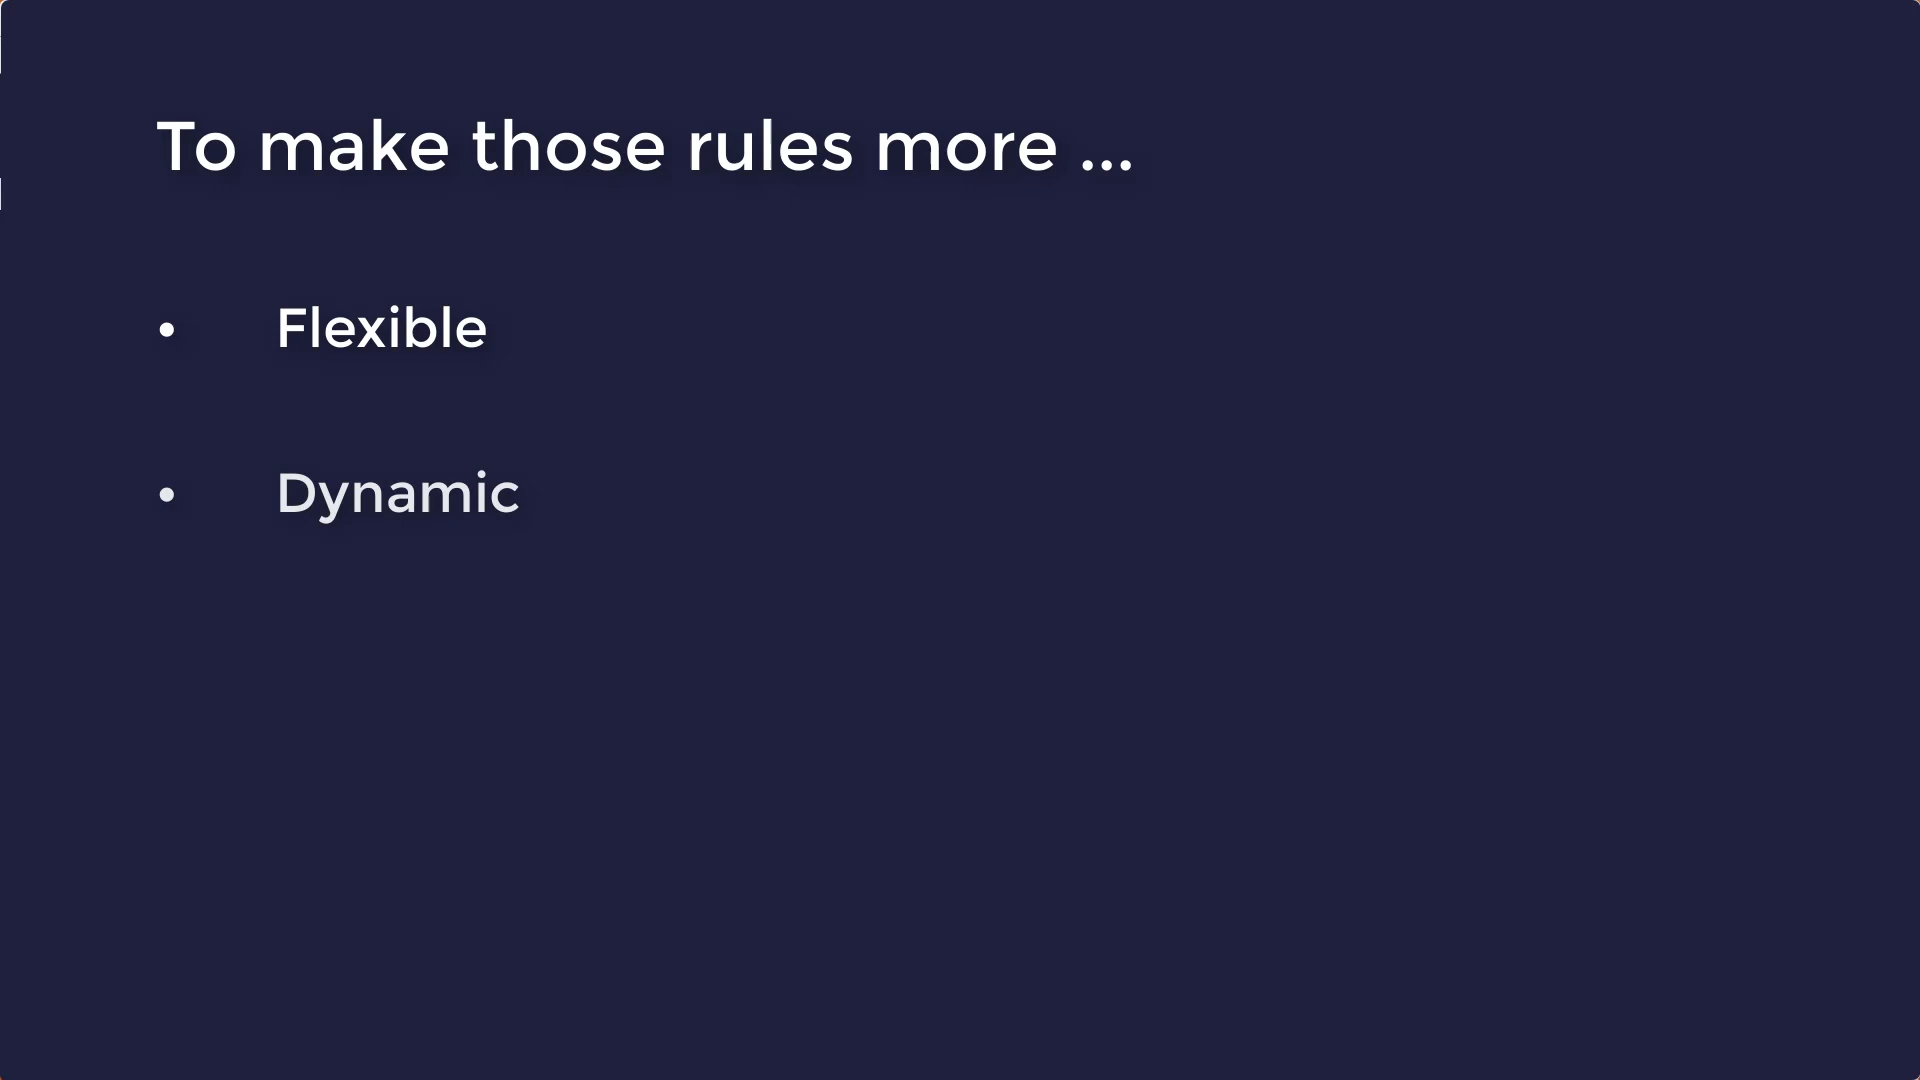 To make those rules more ...
• Flexible
• Dynamic